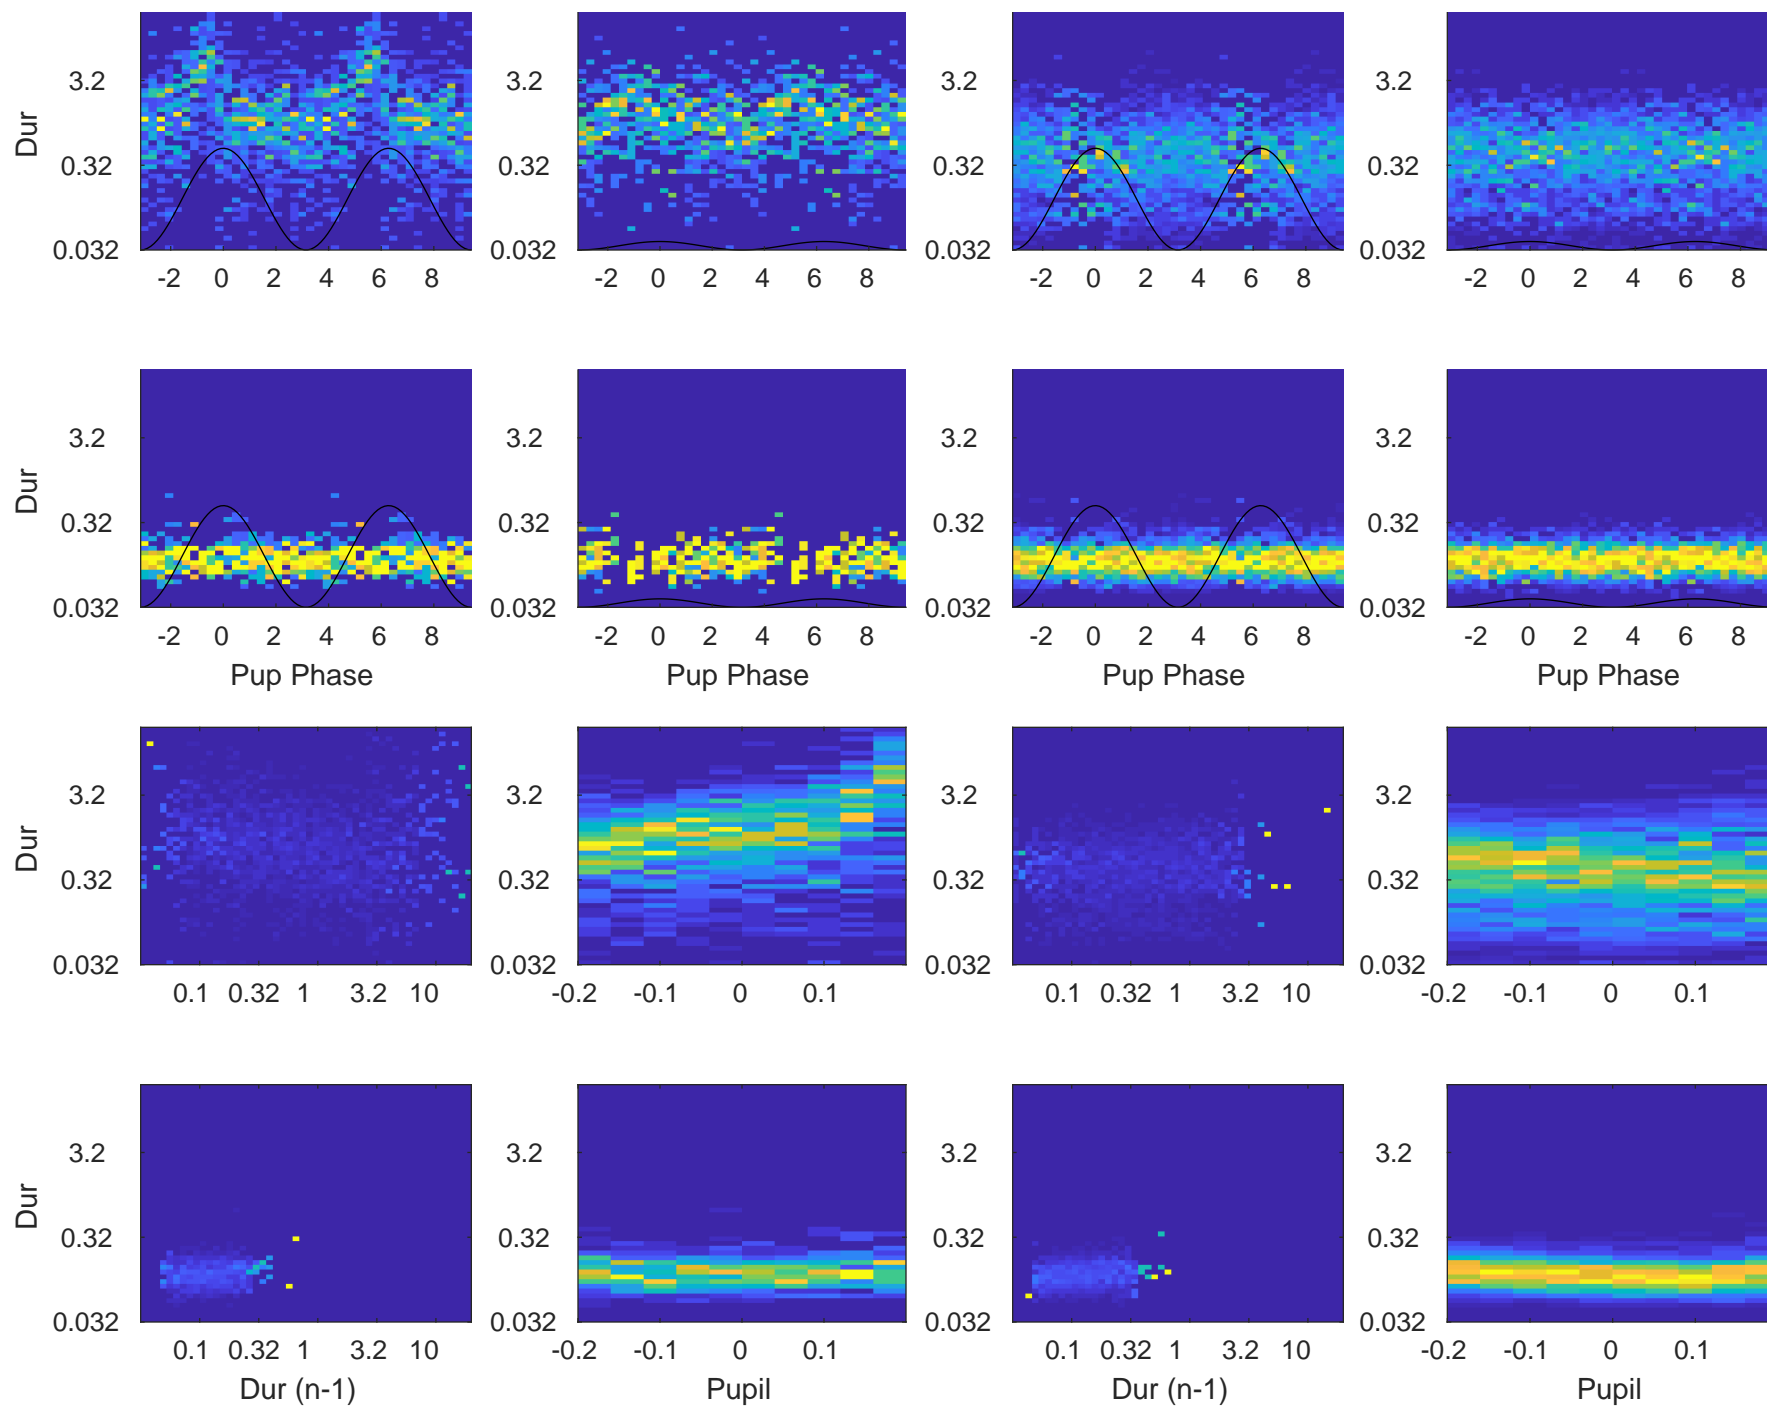 3.2 3.2 3.2 3.2
Dur
0.32 0.32 0.32 0.32
0.032 0.032 0.032 0.032
-2 0 2 4 6 8 -2 0 2 4 6 8 -2 0 2 4 6 8 -2 0 2 4 6 8
3.2 3.2 3.2 3.2
Dur
0.32 0.32 0.32 0.32
0.032 0.032 0.032 0.032
-2 0 2 4 6 8 -2 0 2 4 6 8 -2 0 2 4 6 8 -2 0 2 4 6 8
Pup Phase Pup Phase Pup Phase Pup Phase
3.2 3.2 3.2 3.2
Dur
0.32 0.32 0.32 0.32
0.032 0.032 0.032 0.032
0.1 0.32 1 3.2 10 -0.2 -0.1 0 0.1 0.1 0.32 1 3.2 10 -0.2 -0.1 0 0.1
3.2 3.2 3.2 3.2
Dur
0.32 0.32 0.32 0.32
0.032 0.032 0.032 0.032
0.1 0.32 1 3.2 10 -0.2 -0.1 0 0.1 0.1 0.32 1 3.2 10 -0.2 -0.1 0 0.1
Dur (n-1) Pupil Dur (n-1) Pupil